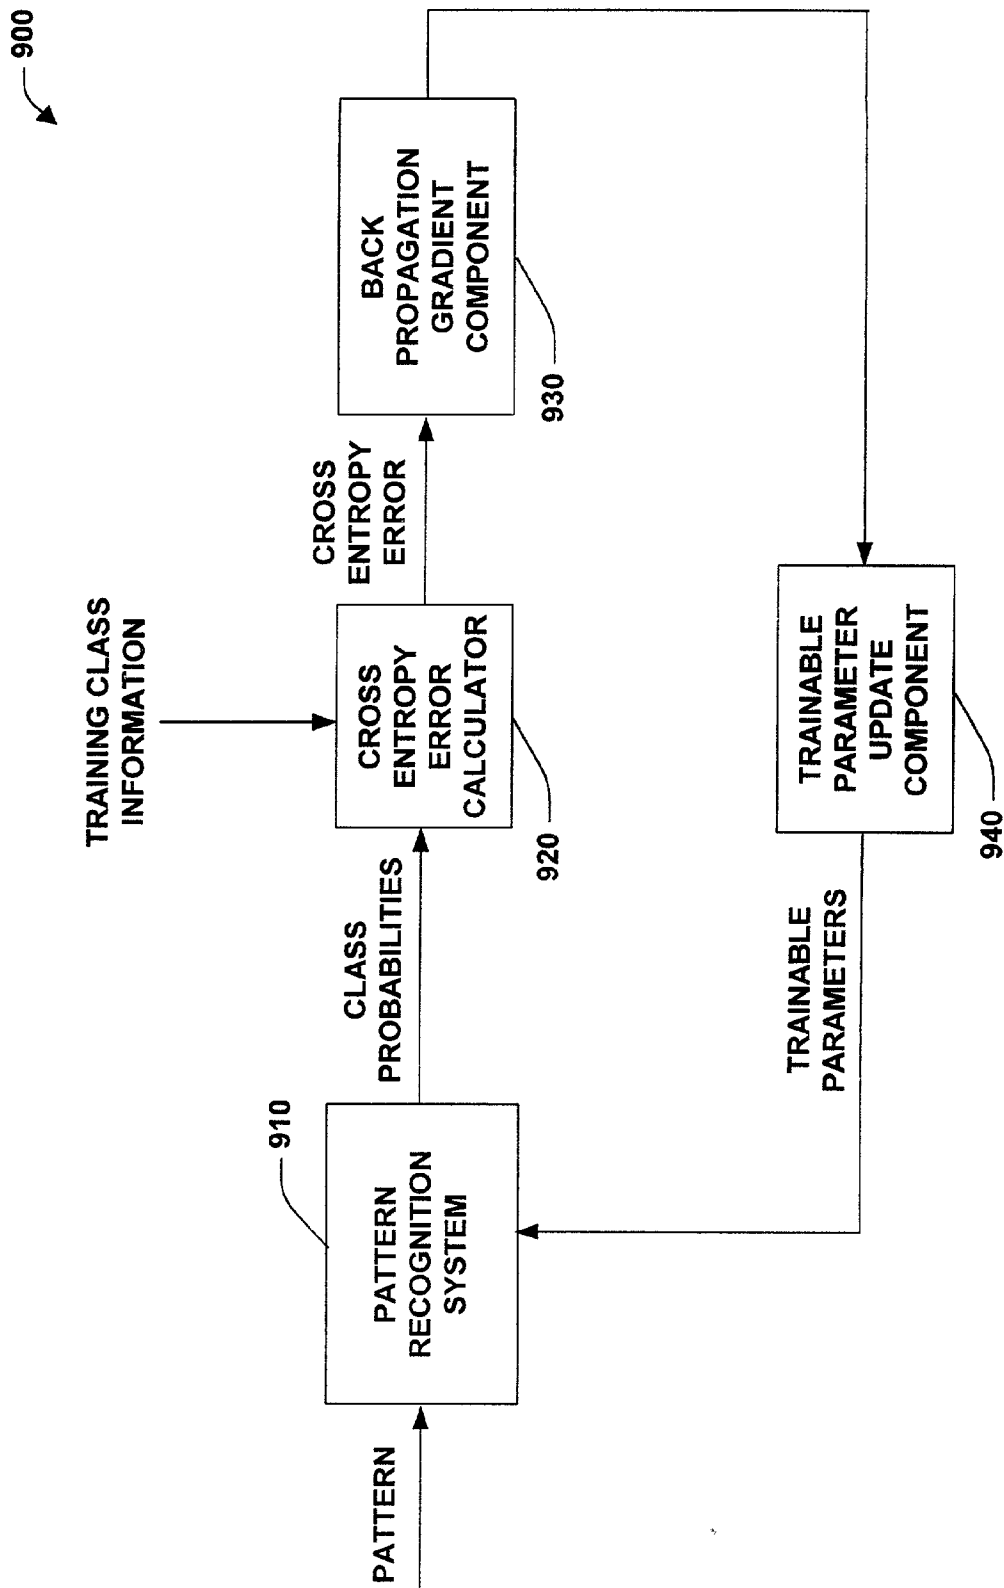 900
TRAINING CLASS
INFORMATION
PATTERN
910
PATTERN
RECOGNITION
SYSTEM
CLASS
PROBABILITIES
CROSS
ENTROPY
ERROR
CALCULATOR
920
CROSS
ENTROPY
ERROR
BACK
PROPAGATION
GRADIENT
COMPONENT
930
TRAINABLE
PARAMETERS
TRAINABLE
PARAMETER
UPDATE
COMPONENT
940